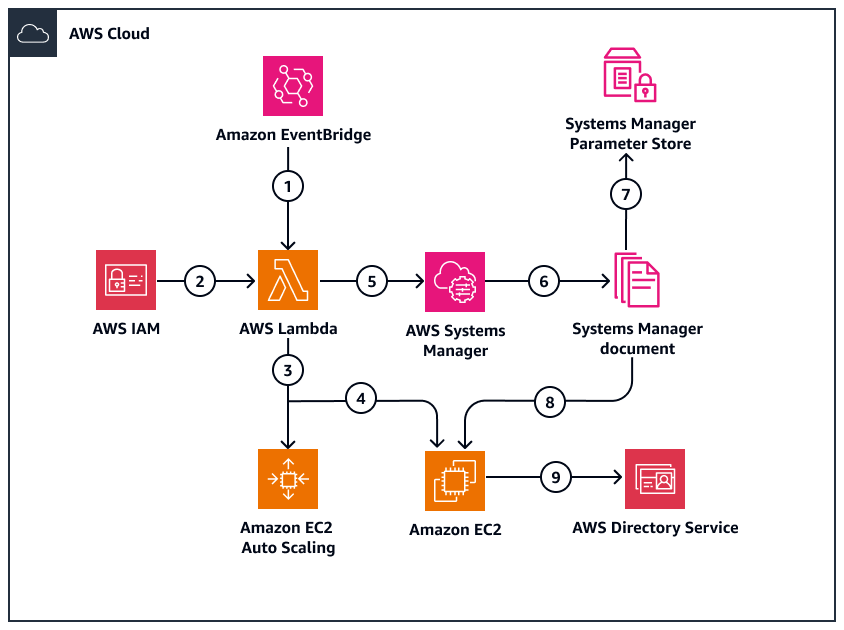 AWS Cloud
Amazon EventBridge
Systems Manager
Parameter Store
1
7
2
5
6
AWS IAM
AWS Lambda
AWS Systems
Manager
Systems Manager
document
3
4
8
9
Amazon EC2
Auto Scaling
Amazon EC2
AWS Directory Service